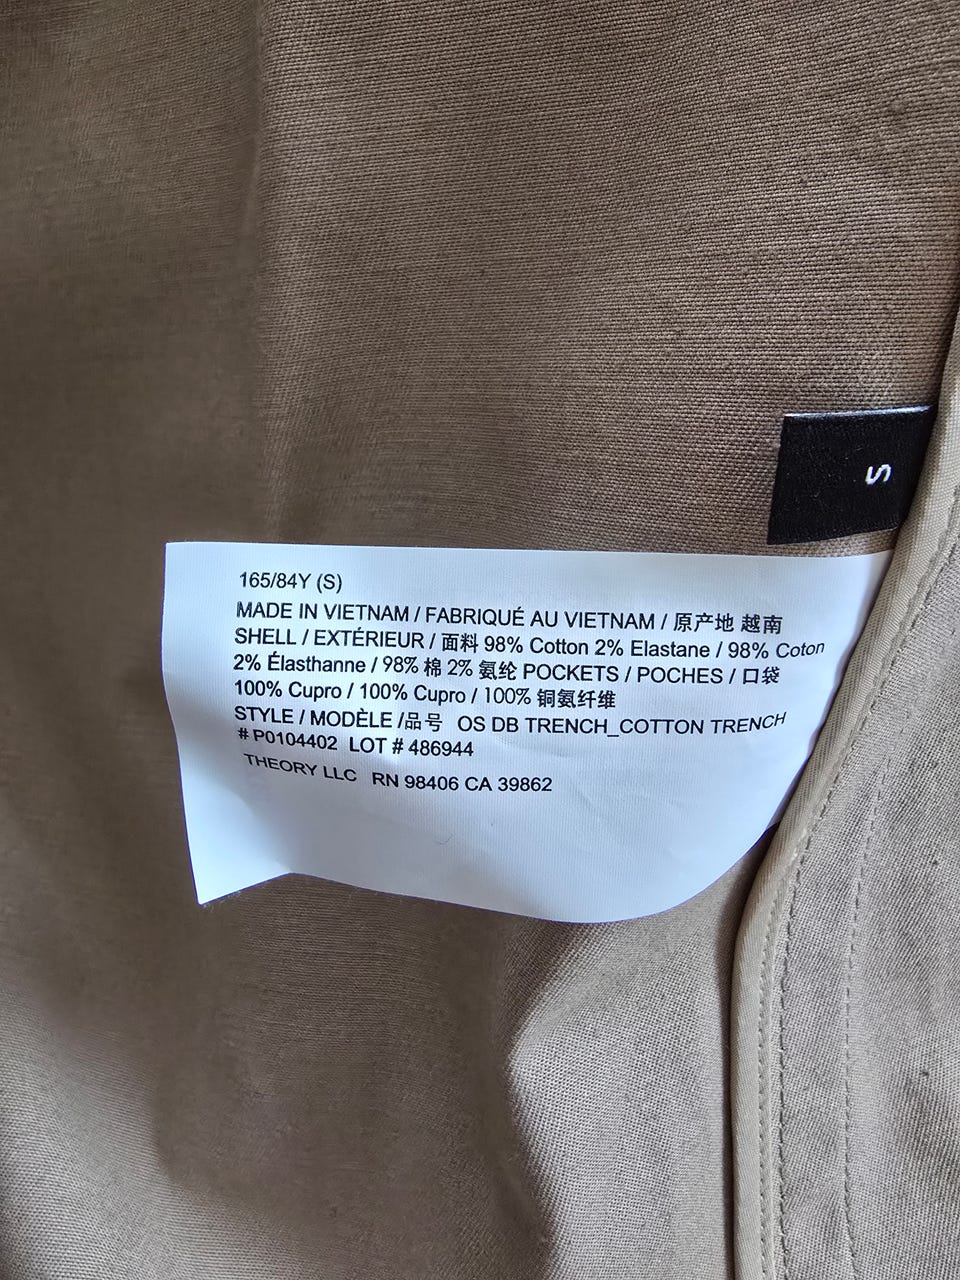 S
165/84Y (S)
MADE IN VIETNAM / FABRIQUÉ AU VIETNAM / 原产地 越南
SHELL / EXTÉRIEUR / 面料 98% Cotton 2% Elastane / 98% Coton
2% Élasthanne / 98% 棉 2% 氨纶 POCKETS / POCHES / 口袋
100% Cupro / 100% Cupro / 100% 铜氨纤维
STYLE / MODÈLE /品号 OS DB TRENCH_COTTON TRENCH
# P0104402 LOT # 486944
THEORY LLC RN 98406 CA 39862